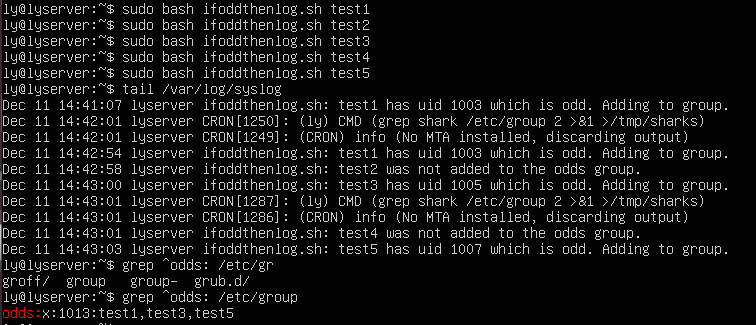 ly@lyserver:~$ sudo bash ifoddthenlog.sh test1
ly@lyserver:~$ sudo bash ifoddthenlog.sh test2
ly@lyserver:~$ sudo bash ifoddthenlog.sh test3
ly@lyserver:~$ sudo bash ifoddthenlog.sh test4
ly@lyserver:~$ sudo bash ifoddthenlog.sh test5
ly@lyserver:~$ tail /var/log/syslog
Dec 11 14:41:07 lyserver ifoddthenlog.sh: test1 has uid 1003 which is odd. Adding to group.
Dec 11 14:42:01 lyserver CRON[1250]: (ly) CMD (grep shark /etc/group 2 >&1 >/tmp/sharks)
Dec 11 14:42:01 lyserver CRON[1249]: (CRON) info (No MTA installed, discarding output)
Dec 11 14:42:54 lyserver ifoddthenlog.sh: test1 has uid 1003 which is odd. Adding to group.
Dec 11 14:42:58 lyserver ifoddthenlog.sh: test2 was not added to the odds group.
Dec 11 14:43:00 lyserver ifoddthenlog.sh: test3 has uid 1005 which is odd. Adding to group.
Dec 11 14:43:01 lyserver CRON[1287]: (ly) CMD (grep shark /etc/group 2 >&1 >/tmp/sharks)
Dec 11 14:43:01 lyserver CRON[1286]: (CRON) info (No MTA installed, discarding output)
Dec 11 14:43:01 lyserver ifoddthenlog.sh: test4 was not added to the odds group.
Dec 11 14:43:03 lyserver ifoddthenlog.sh: test5 has uid 1007 which is odd. Adding to group.
ly@lyserver:~$ grep ^odds: /etc/gr
groff/ group group- grub.d/
ly@lyserver:~$ grep ^odds: /etc/group
odds:x:1013:test1,test3,test5